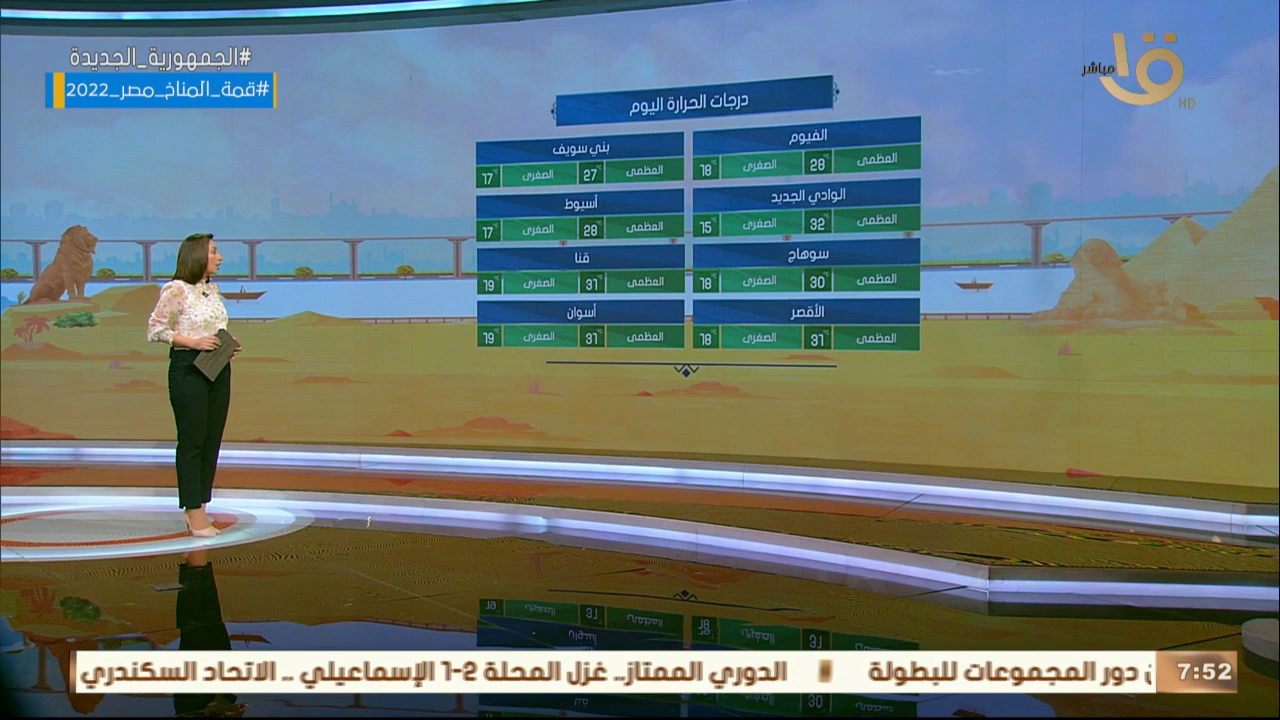 #الجمهورية_الجديدة
#قمة_المناخ_مصر_2022
مباشر
HD
درجات الحرارة اليوم
الفيوم
العظمى 28°C الصغرى 18°C
بني سويف
العظمى 27°C الصغرى 17°C
الوادي الجديد
العظمى 32°C الصغرى 15°C
أسيوط
العظمى 28°C الصغرى 17°C
سوهاج
العظمى 30°C الصغرى 18°C
قنا
العظمى 31°C الصغرى 19°C
الأقصر
العظمى 31°C الصغرى 18°C
أسوان
العظمى 31°C الصغرى 19°C
7:52
دور المجموعات للبطولة
الدوري الممتاز.. غزل المحلة 2-1 الإسماعيلي .. الاتحاد السكندري